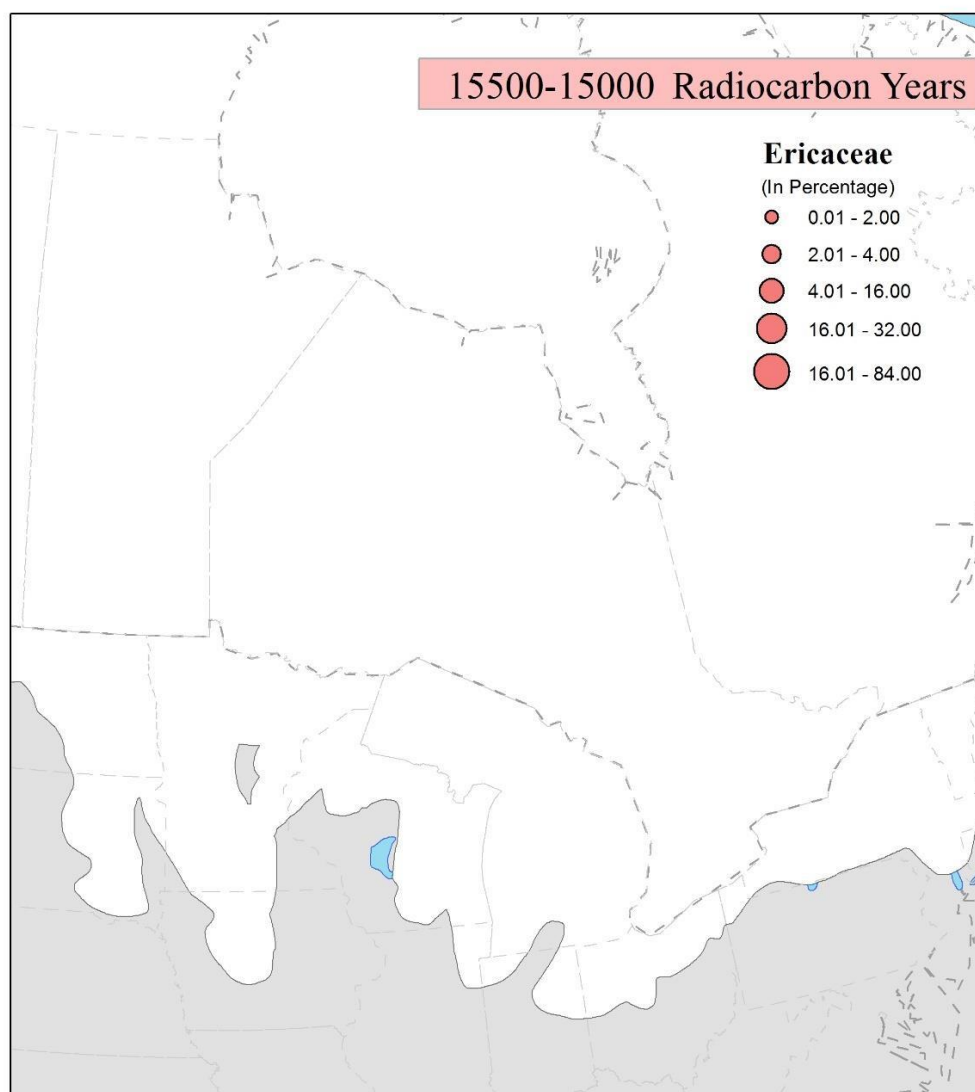 15500-15000 Radiocarbon Years
Ericaceae
(In Percentage)
0.01 - 2.00
2.01 - 4.00
4.01 - 16.00
16.01 - 32.00
16.01 - 84.00